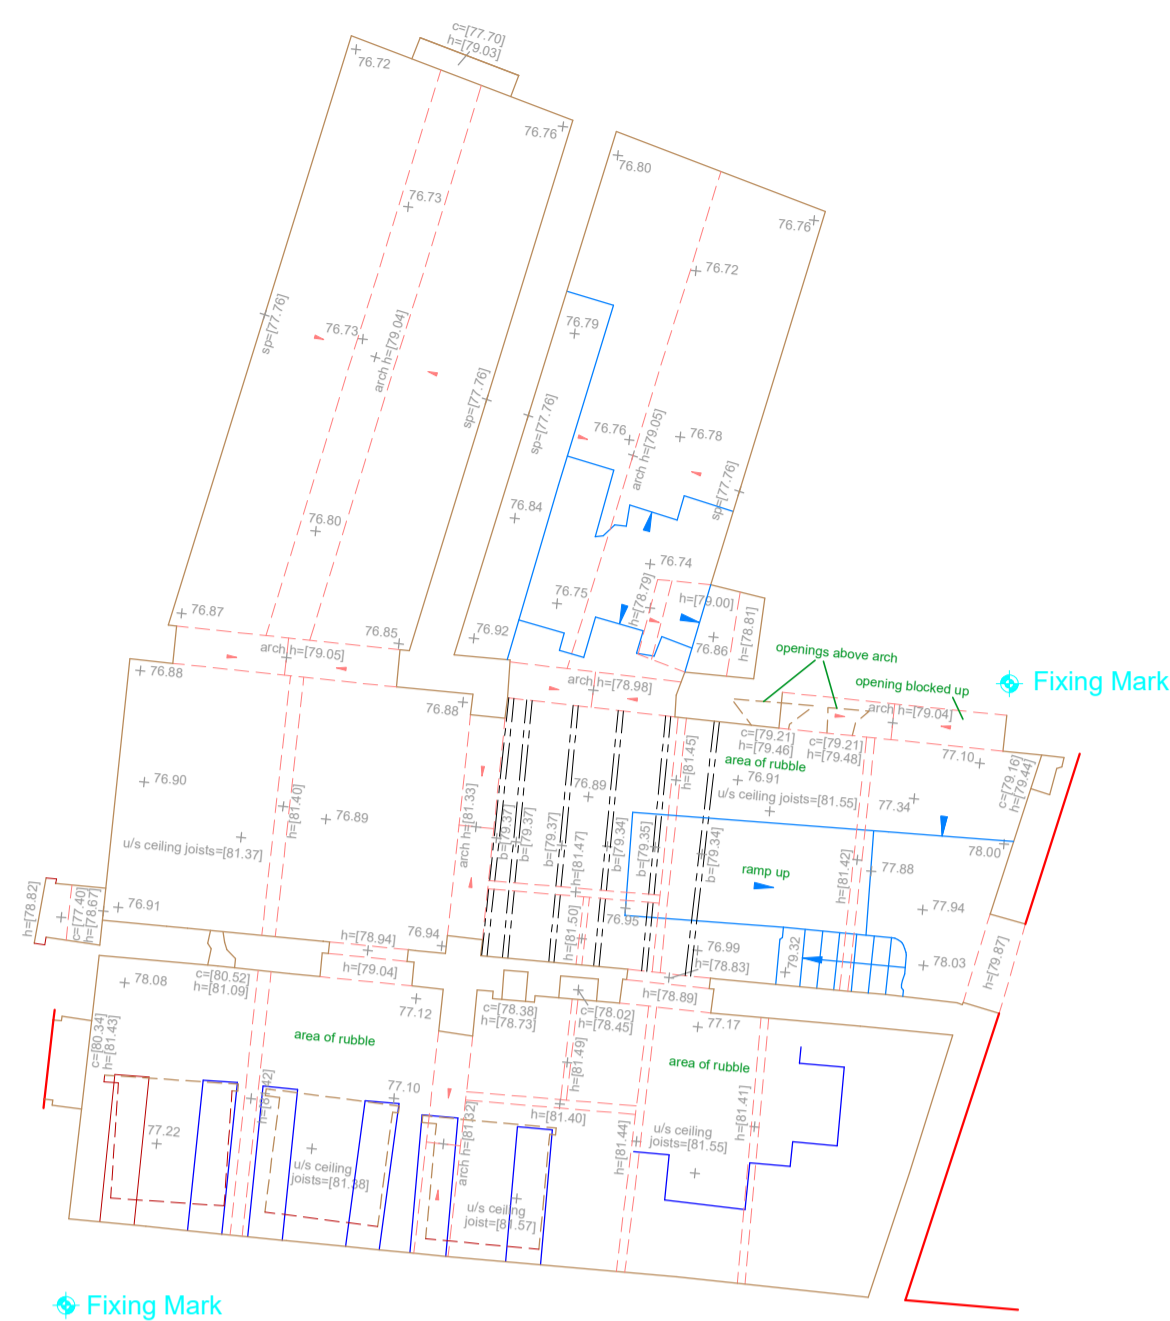 c=[77.70]
h=[79.03]
76.72
76.76
76.80
76.76
76.73
76.72
sp=[77.76]
76.73
arch h=[79.04]
sp=[77.76]
76.79
sp=[77.76]
76.76
arch h=[79.05]
76.78
sp=[77.76]
76.80
76.84
76.74
76.87
76.85
76.92
76.75
h=[78.79]
h=[79.00]
h=[78.81]
76.86
arch h=[79.05]
76.88
76.88
arch h=[78.98]
openings above arch
opening blocked up
Fixing Mark
arch h=[79.04]
c=[79.21]
h=[79.46]
c=[79.21]
h=[79.48]
77.10
c=[79.16]
h=[79.44]
area of rubble
h=[81.45]
76.91
u/s ceiling joists=[81.55]
77.34
76.90
76.89
h=[81.40]
u/s ceiling joists=[81.37]
arch h=[81.33]
b=[79.37]
b=[79.37]
b=[79.37]
76.89
h=[81.47]
b=[79.34]
b=[79.35]
b=[79.34]
ramp up
h=[81.42]
77.88
78.00
77.94
78.03
h=[79.87]
h=[78.82]
c=[77.40]
h=[78.67]
76.91
h=[78.94]
76.94
h=[79.04]
h=[81.50]
76.95
76.99
h=[78.83]
79.32
h=[78.89]
c=[80.52]
h=[81.09]
78.08
77.12
c=[78.38]
h=[78.73]
c=[78.02]
h=[78.45]
77.17
c=[80.34]
h=[81.43]
area of rubble
h=[81.49]
area of rubble
h=[81.42]
77.10
arch h=[81.32]
h=[81.40]
h=[81.44]
u/s ceiling
joists=[81.55]
h=[81.41]
77.22
u/s ceiling
joists=[81.38]
u/s ceiling
joist=[81.57]
Fixing Mark